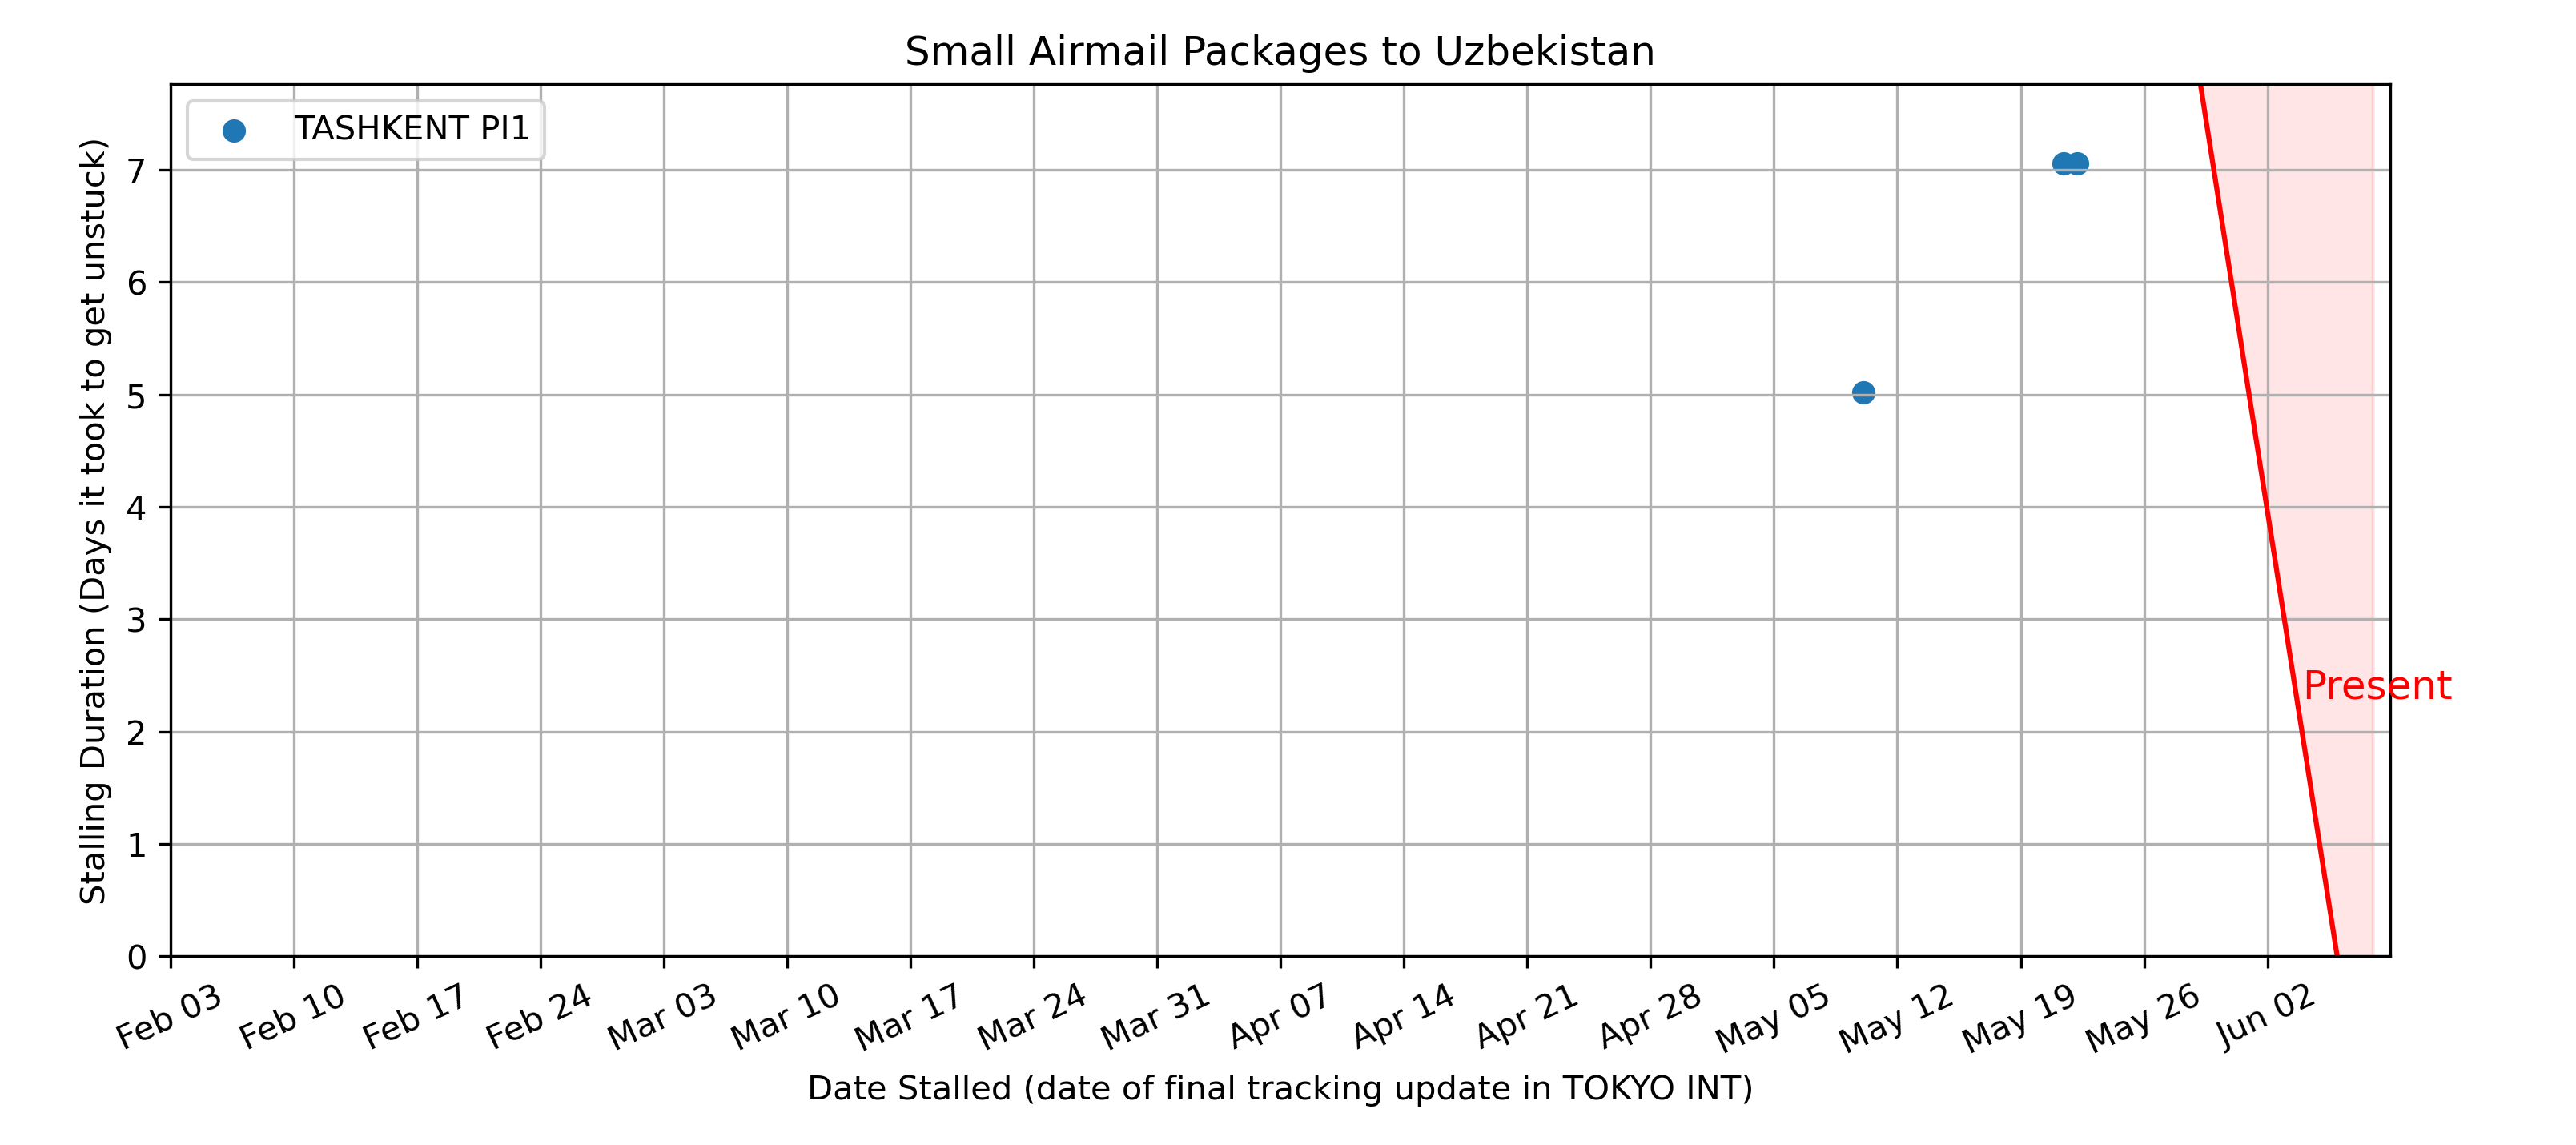 Small Airmail Packages to Uzbekistan
TASHKENT PI1
Stalling Duration (Days it took to get unstuck)
7
6
5
4
3
2
1
0
Present
Feb 03
Feb 10
Feb 17
Feb 24
Mar 03
Mar 10
Mar 17
Mar 24
Mar 31
Apr 07
Apr 14
Apr 21
Apr 28
May 05
May 12
May 19
May 26
Jun 02
Date Stalled (date of final tracking update in TOKYO INT)